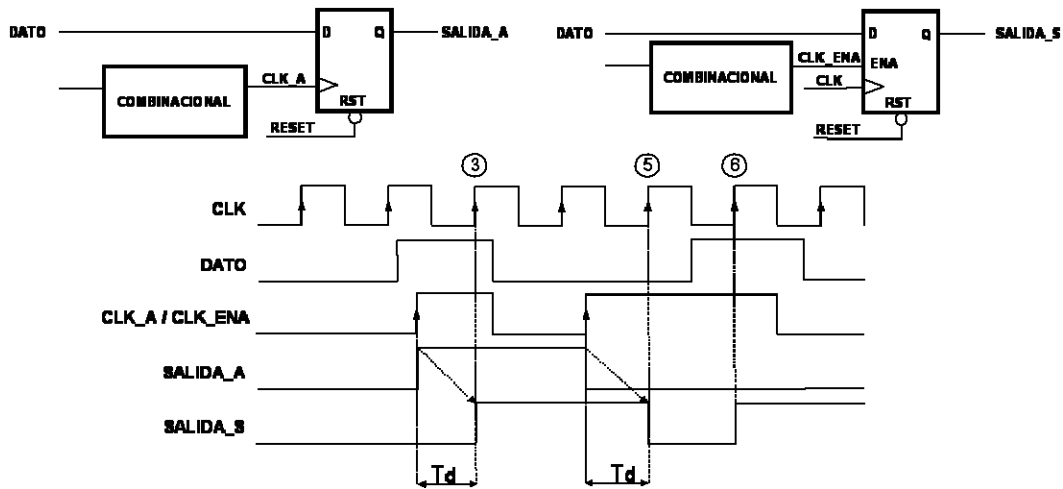 DATO
D
Q
SALIDA_A
COMBINACIONAL
CLK_A
RST
RESET
DATO
D
Q
SALIDA_S
COMBINACIONAL
CLK_ENA
ENA
CLK
RST
RESET
3
5
6
CLK
DATO
CLK_A / CLK_ENA
SALIDA_A
SALIDA_S
Td
Td